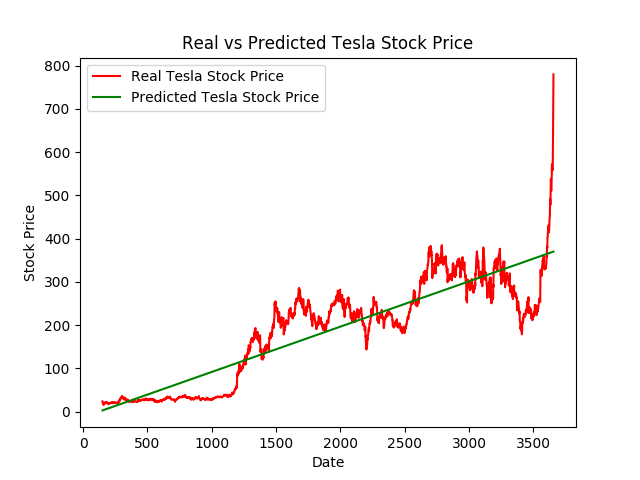 Real vs Predicted Tesla Stock Price
Real Tesla Stock Price
Predicted Tesla Stock Price
800
700
600
500
400
300
200
100
0
Stock Price
0 500 1000 1500 2000 2500 3000 3500
Date